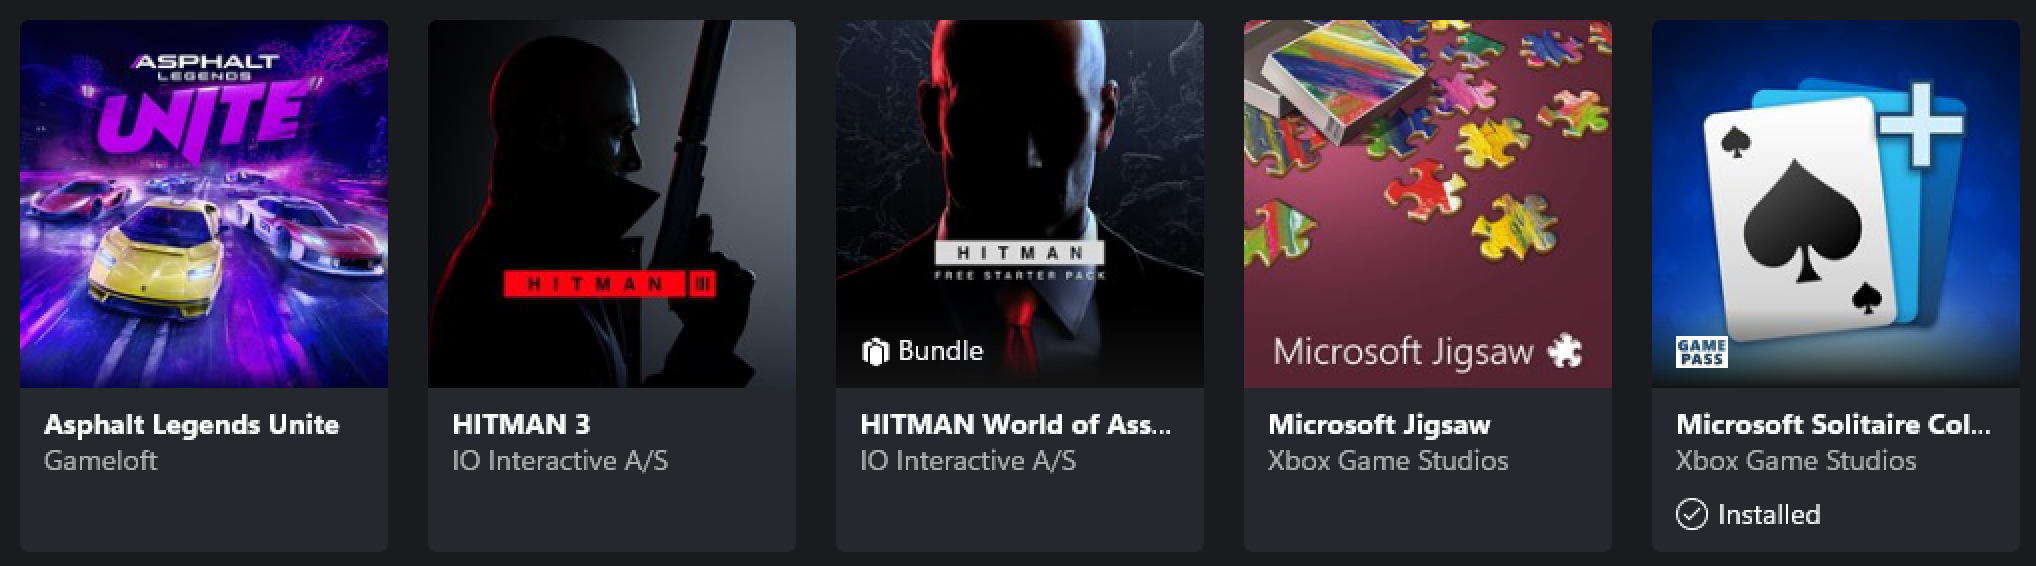 ASPHALT
LEGENDS
UNITE
Asphalt Legends Unite
Gameloft
HITMAN III
HITMAN 3
IO Interactive A/S
HITMAN
FREE STARTER PACK
Bundle
HITMAN World of Ass...
IO Interactive A/S
Microsoft Jigsaw
Microsoft Jigsaw
Xbox Game Studios
GAME
PASS
Microsoft Solitaire Col...
Xbox Game Studios
Installed